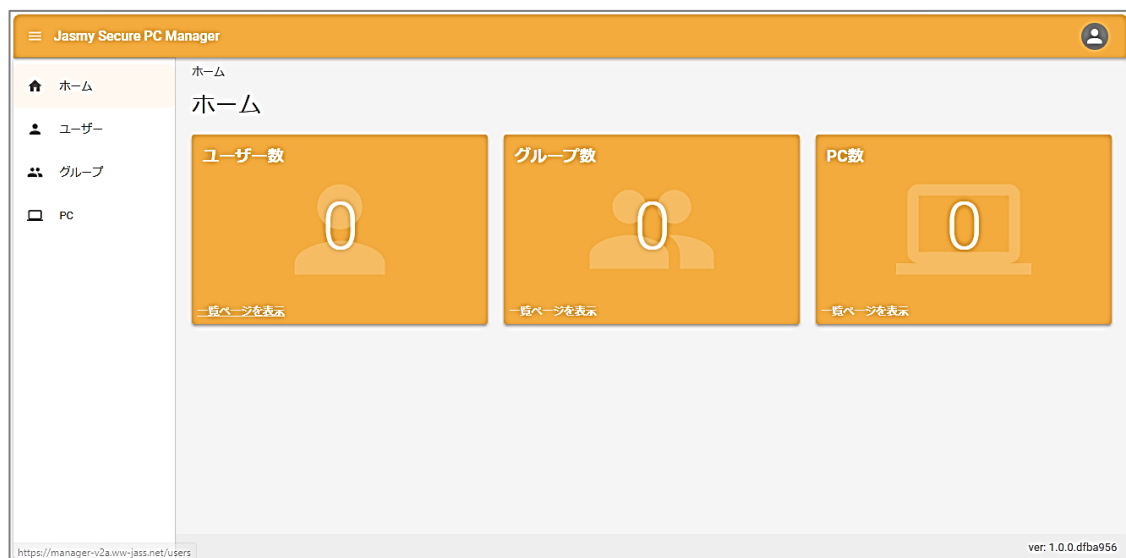 Jasmy Secure PC Manager
ホーム
ユーザー
グループ
PC
ホーム
ホーム
ユーザー数
0
一覧ページを表示
グループ数
0
一覧ページを表示
PC数
0
一覧ページを表示
https://manager-v2a.ww-jass.net/users
ver: 1.0.0.dfba956